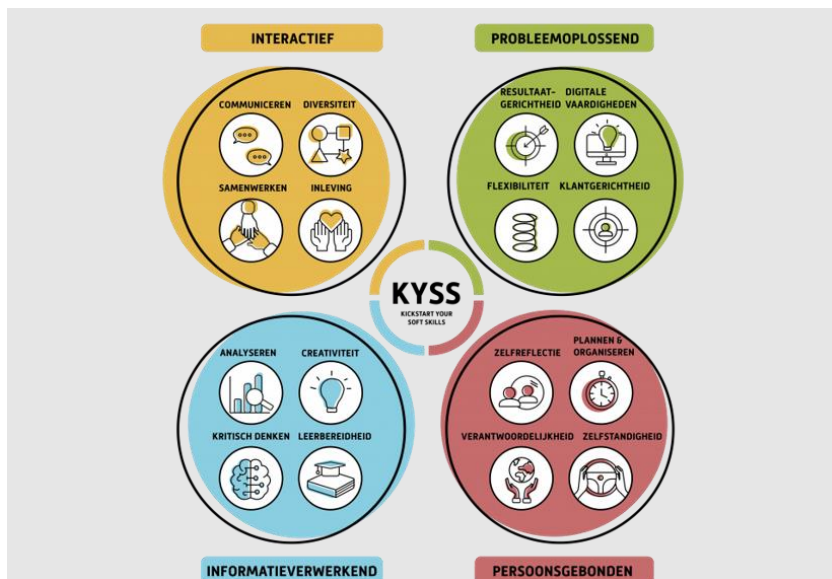 INTERACTIEF
COMMUNICEREN
DIVERSITEIT
SAMENWERKEN
INLEVING
PROBLEEMOPLOSSEND
RESULTAAT-
GERICHTHEID
DIGITALE
VAARDIGHEDEN
FLEXIBILITEIT
KLANTGERICHTHEID
KYSS
KICKSTART YOUR
SOFT SKILLS
ANALYSEREN
CREATIVITEIT
KRITISCH DENKEN
LEERBEREIDHEID
INFORMATIEVERWERKEND
ZELFREFLECTIE
PLANNEN &
ORGANISEREN
VERANTWOORDELIJKHEID
ZELFSTANDIGHEID
PERSOONSGEBONDEN